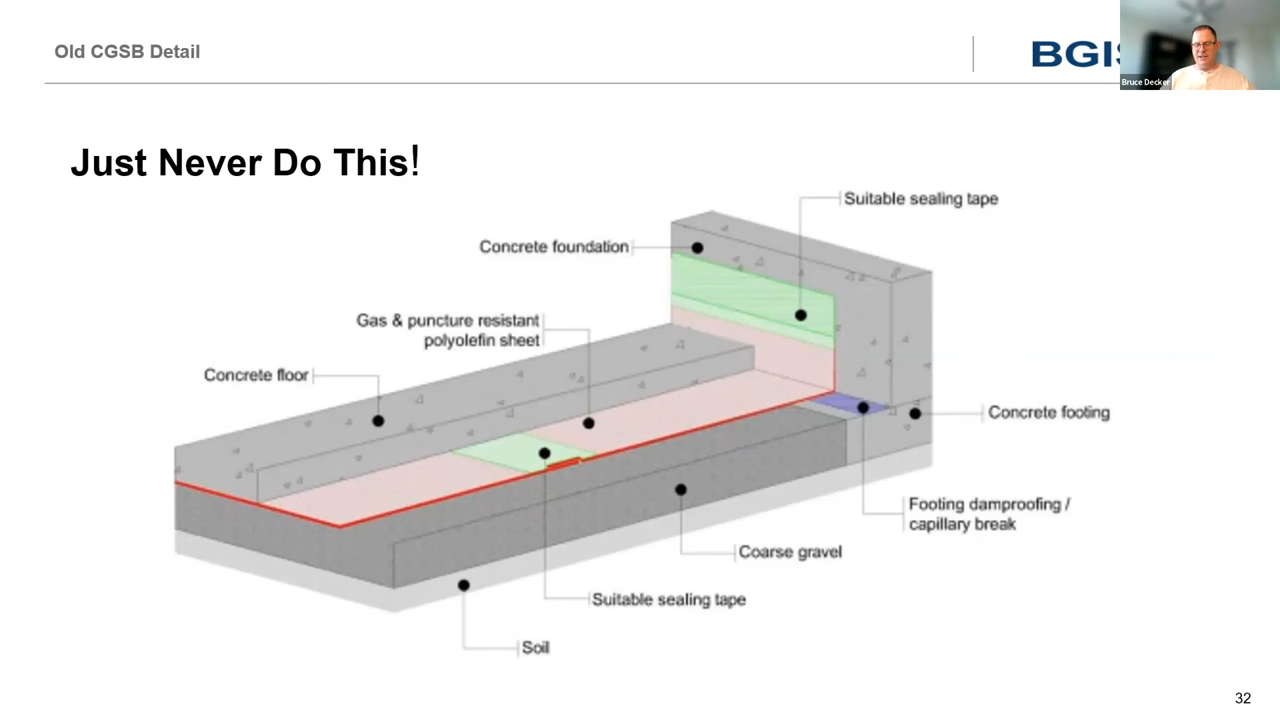 Old CGSB Detail
BGIS
Bruce Decker
Just Never Do This!
Suitable sealing tape
Concrete foundation
Gas & puncture resistant
polyolefin sheet
Concrete floor
Concrete footing
Footing damproofing /
capillary break
Coarse gravel
Suitable sealing tape
Soil
32